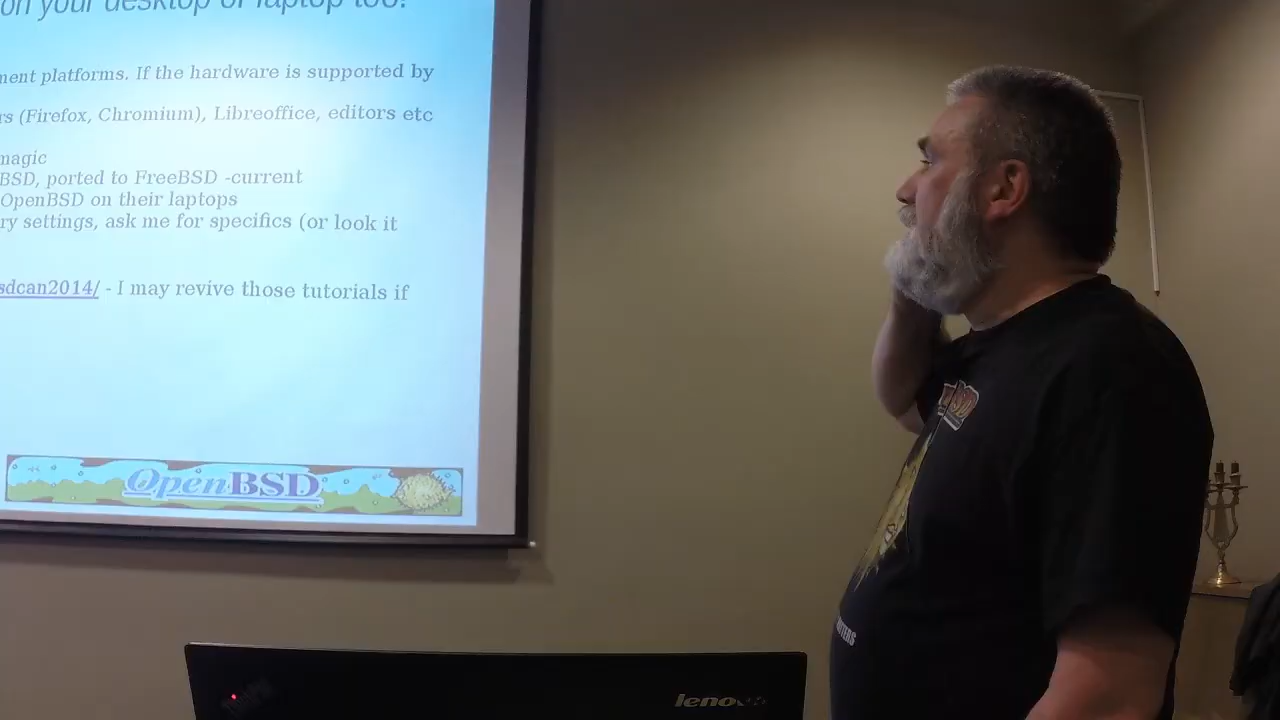 on your desktop or laptop too!
ment platforms. If the hardware is supported by
rs (Firefox, Chromium), Libreoffice, editors etc
magic
BSD, ported to FreeBSD -current
OpenBSD on their laptops
ry settings, ask me for specifics (or look it
sdcan2014/ - I may revive those tutorials if
OpenBSD
lenovo